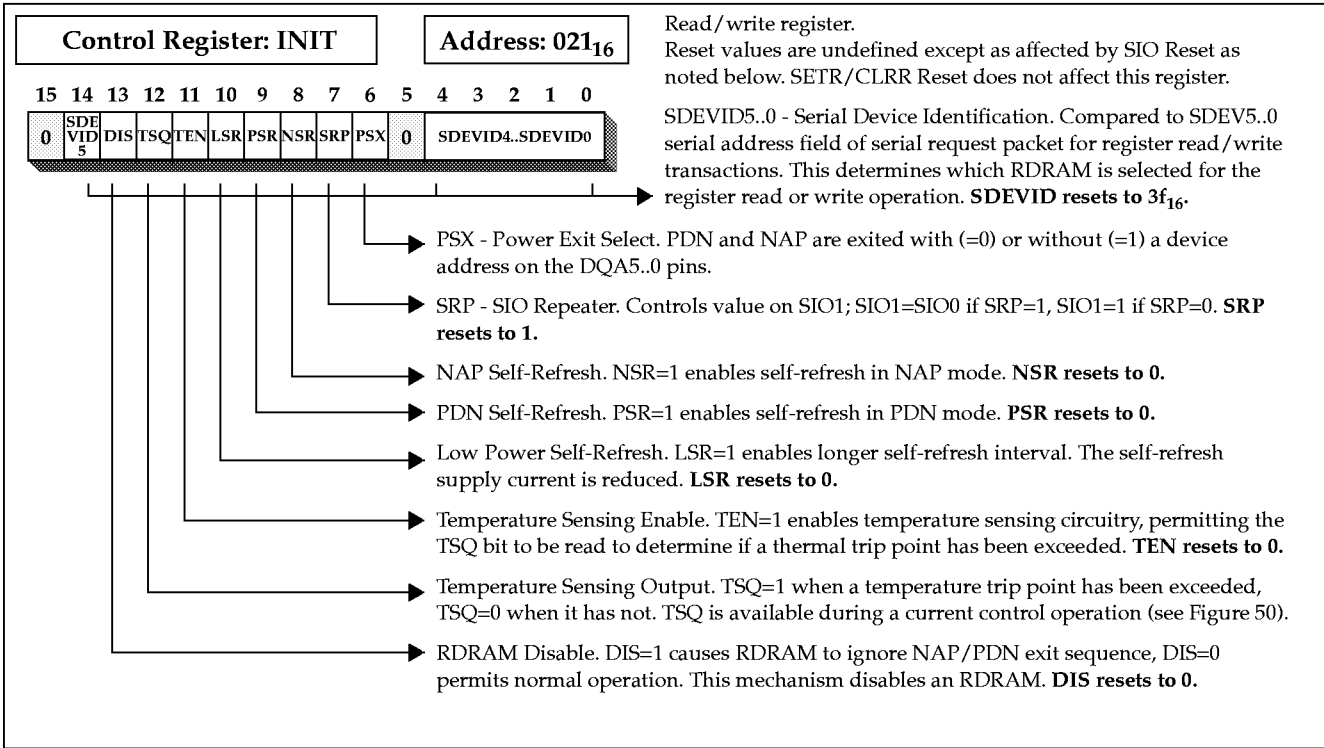 Control Register: INIT
Address: 021₁₆
Read/write register.
Reset values are undefined except as affected by SIO Reset as
noted below. SETR/CLRR Reset does not affect this register.
15 14 13 12 11 10 9 8 7 6 5 4 3 2 1 0
0 SDE VID 5 DIS TSQ TEN LSR PSR NSR SRP PSX 0 SDEVID4..SDEVID0
SDEVID5..0 - Serial Device Identification. Compared to SDEV5..0
serial address field of serial request packet for register read/write
transactions. This determines which RDRAM is selected for the
register read or write operation. SDEVID resets to 3f₁₆.
PSX - Power Exit Select. PDN and NAP are exited with (=0) or without (=1) a device
address on the DQA5..0 pins.
SRP - SIO Repeater. Controls value on SIO1; SIO1=SIO0 if SRP=1, SIO1=1 if SRP=0. SRP
resets to 1.
NAP Self-Refresh. NSR=1 enables self-refresh in NAP mode. NSR resets to 0.
PDN Self-Refresh. PSR=1 enables self-refresh in PDN mode. PSR resets to 0.
Low Power Self-Refresh. LSR=1 enables longer self-refresh interval. The self-refresh
supply current is reduced. LSR resets to 0.
Temperature Sensing Enable. TEN=1 enables temperature sensing circuitry, permitting the
TSQ bit to be read to determine if a thermal trip point has been exceeded. TEN resets to 0.
Temperature Sensing Output. TSQ=1 when a temperature trip point has been exceeded,
TSQ=0 when it has not. TSQ is available during a current control operation (see Figure 50).
RDRAM Disable. DIS=1 causes RDRAM to ignore NAP/PDN exit sequence, DIS=0
permits normal operation. This mechanism disables an RDRAM. DIS resets to 0.